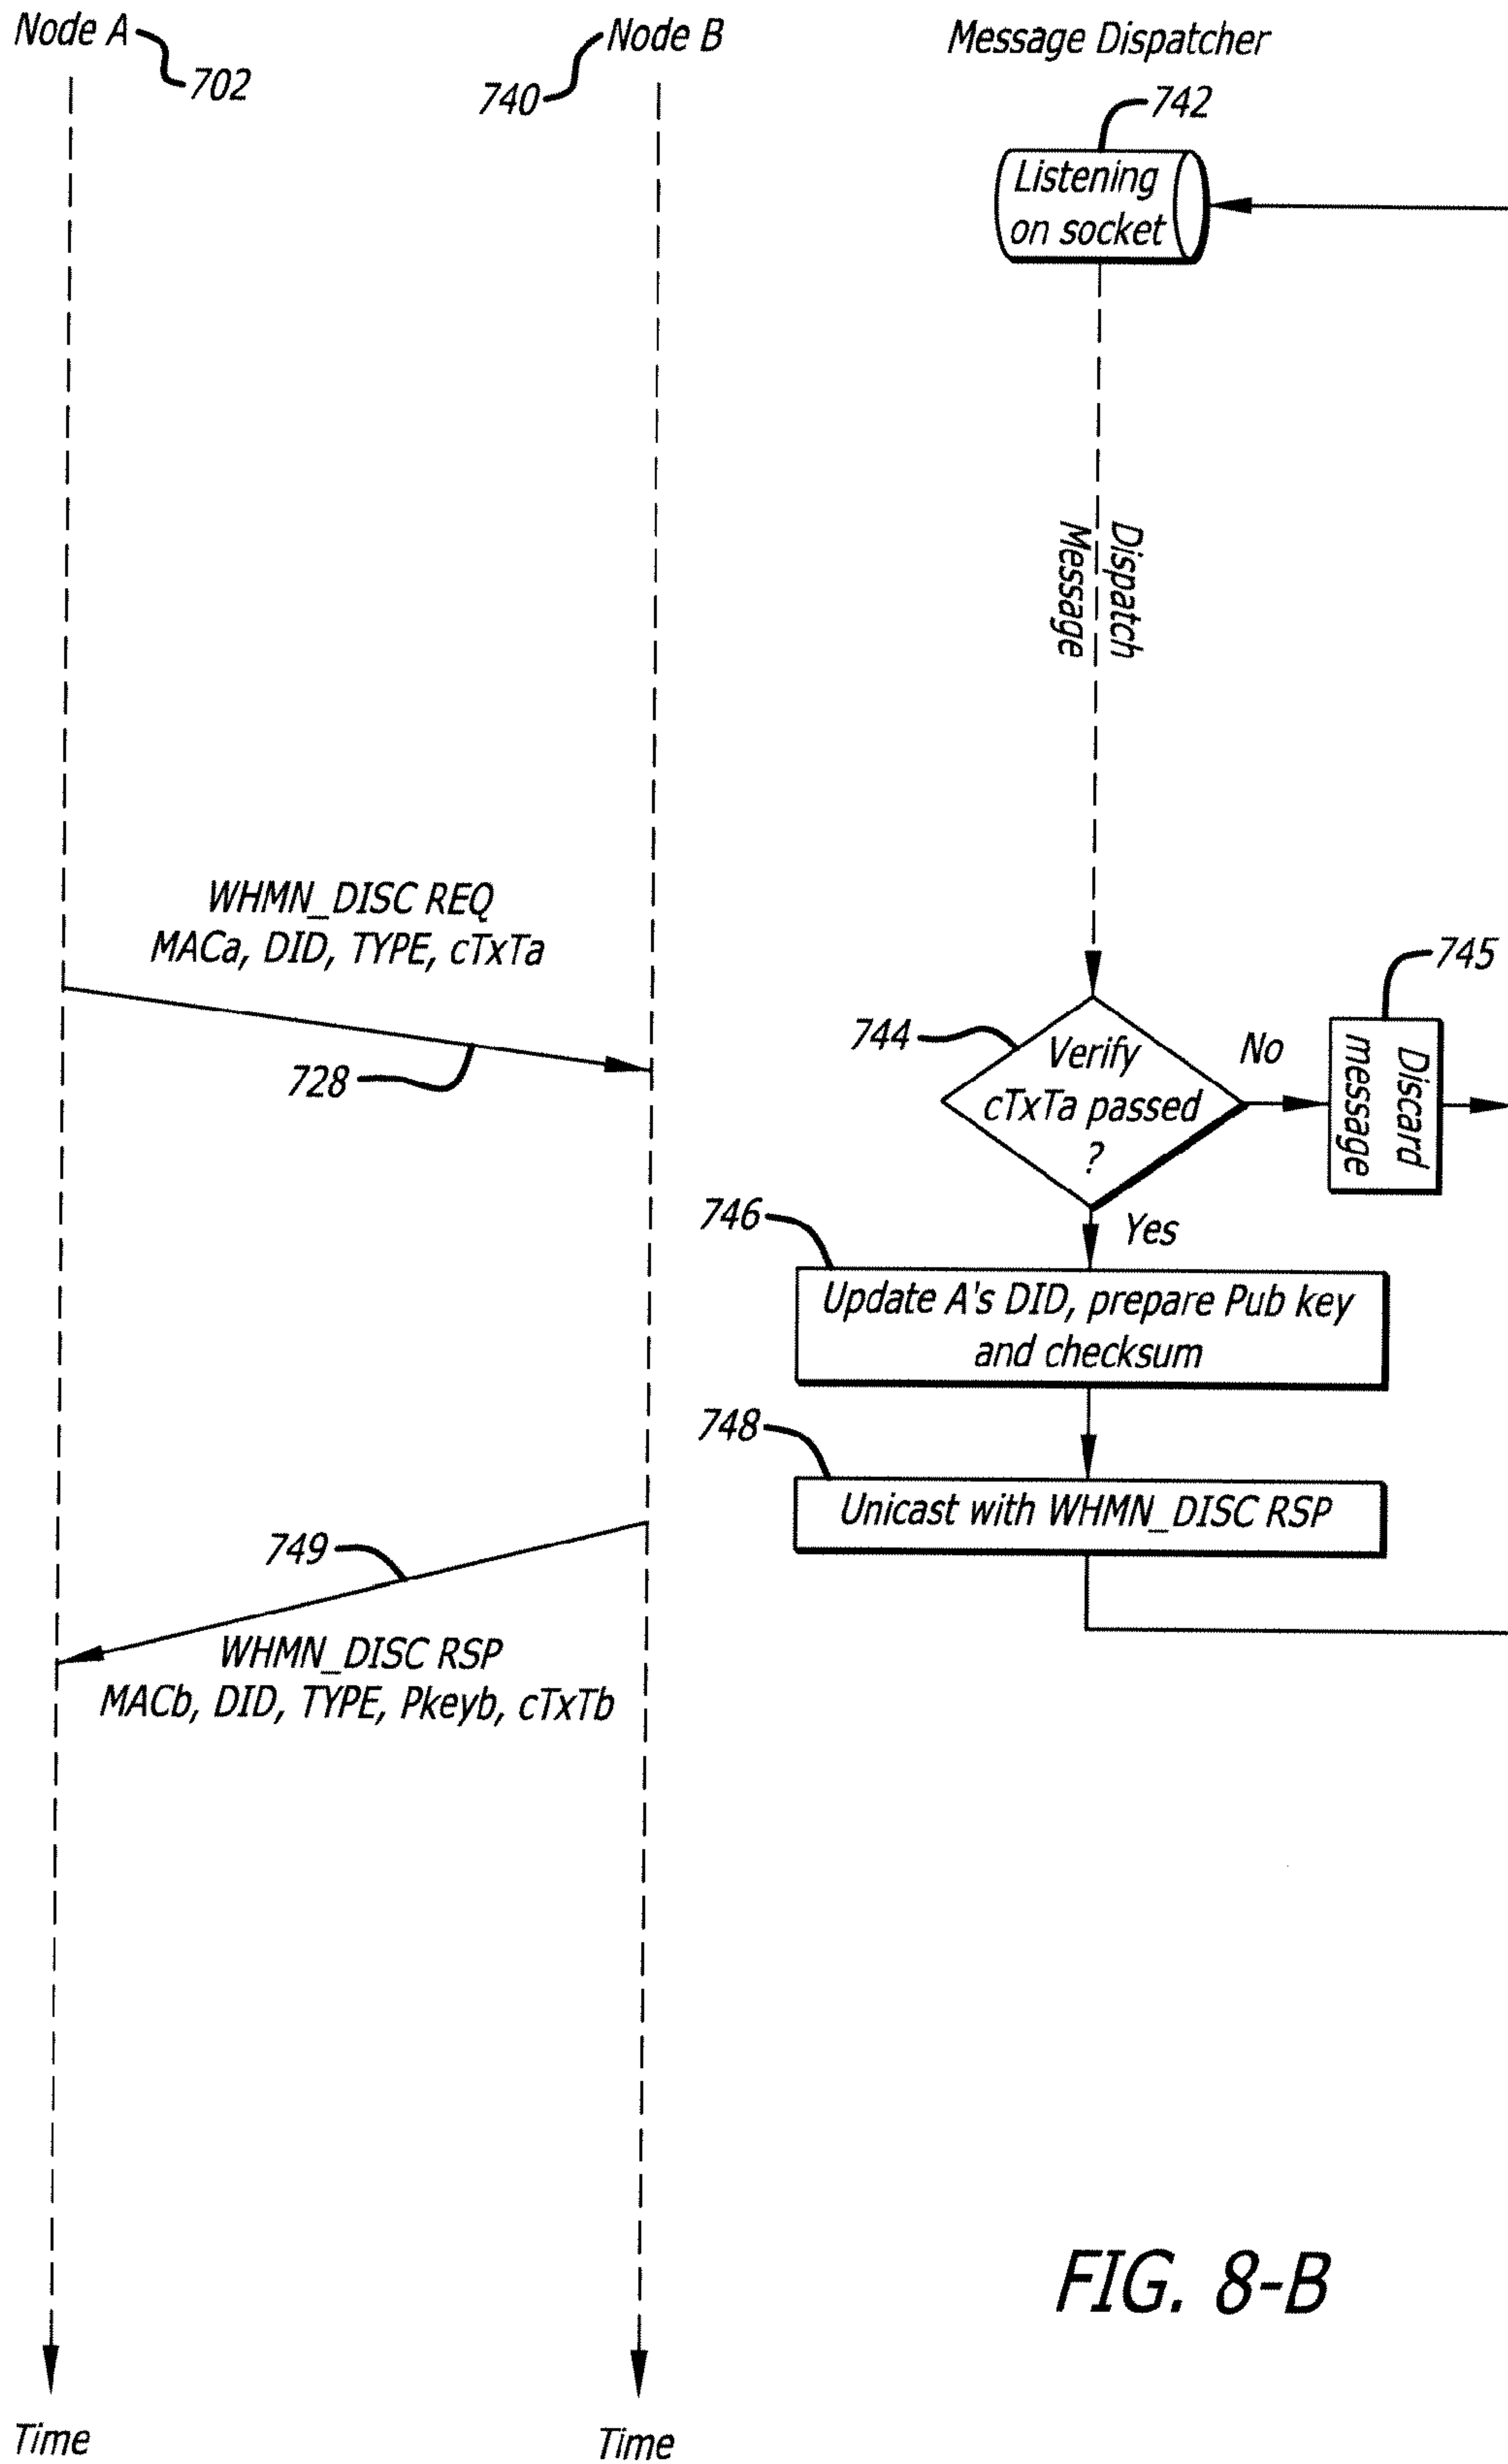 Node A
702
740
Node B
Message Dispatcher
742
Listening
on socket
Dispatch
Message
WHMN_DISC REQ
MACa, DID, TYPE, cTxTa
728
744
Verify
cTxTa passed
?
No
745
Discard
message
Yes
746
Update A's DID, prepare Pub key
and checksum
748
Unicast with WHMN_DISC RSP
749
WHMN_DISC RSP
MACb, DID, TYPE, Pkeyb, cTxTb
FIG. 8-B
Time
Time